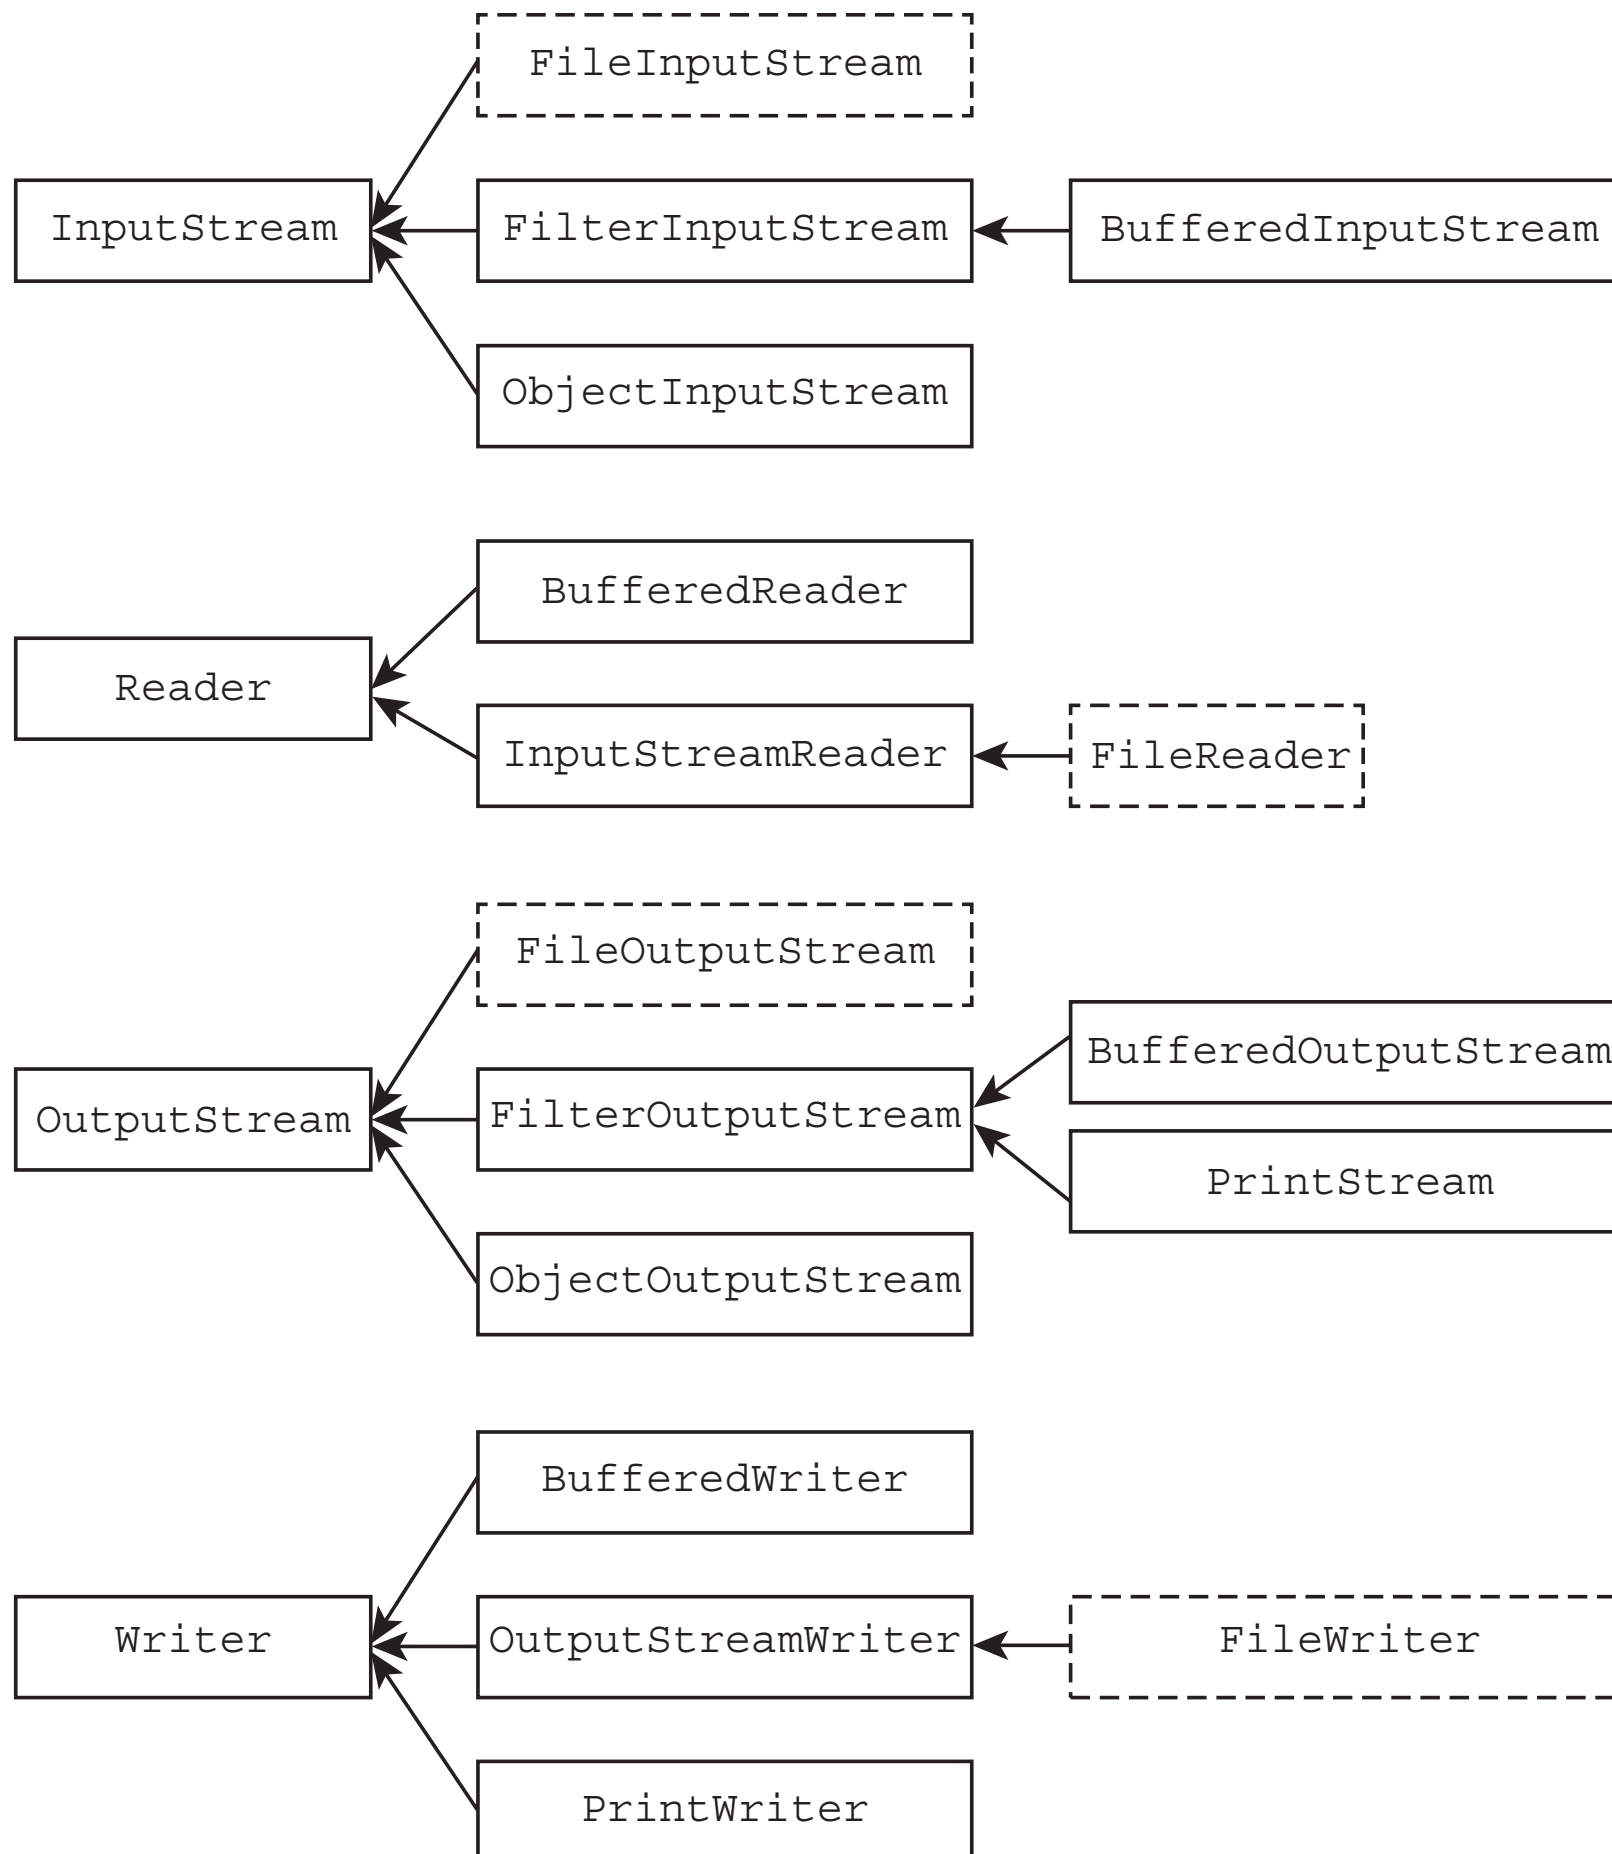 FileInputStream
InputStream
FilterInputStream
BufferedInputStream
ObjectInputStream
BufferedReader
Reader
InputStreamReader
FileReader
FileOutputStream
BufferedOutputStream
OutputStream
FilterOutputStream
PrintStream
ObjectOutputStream
BufferedWriter
Writer
OutputStreamWriter
FileWriter
PrintWriter